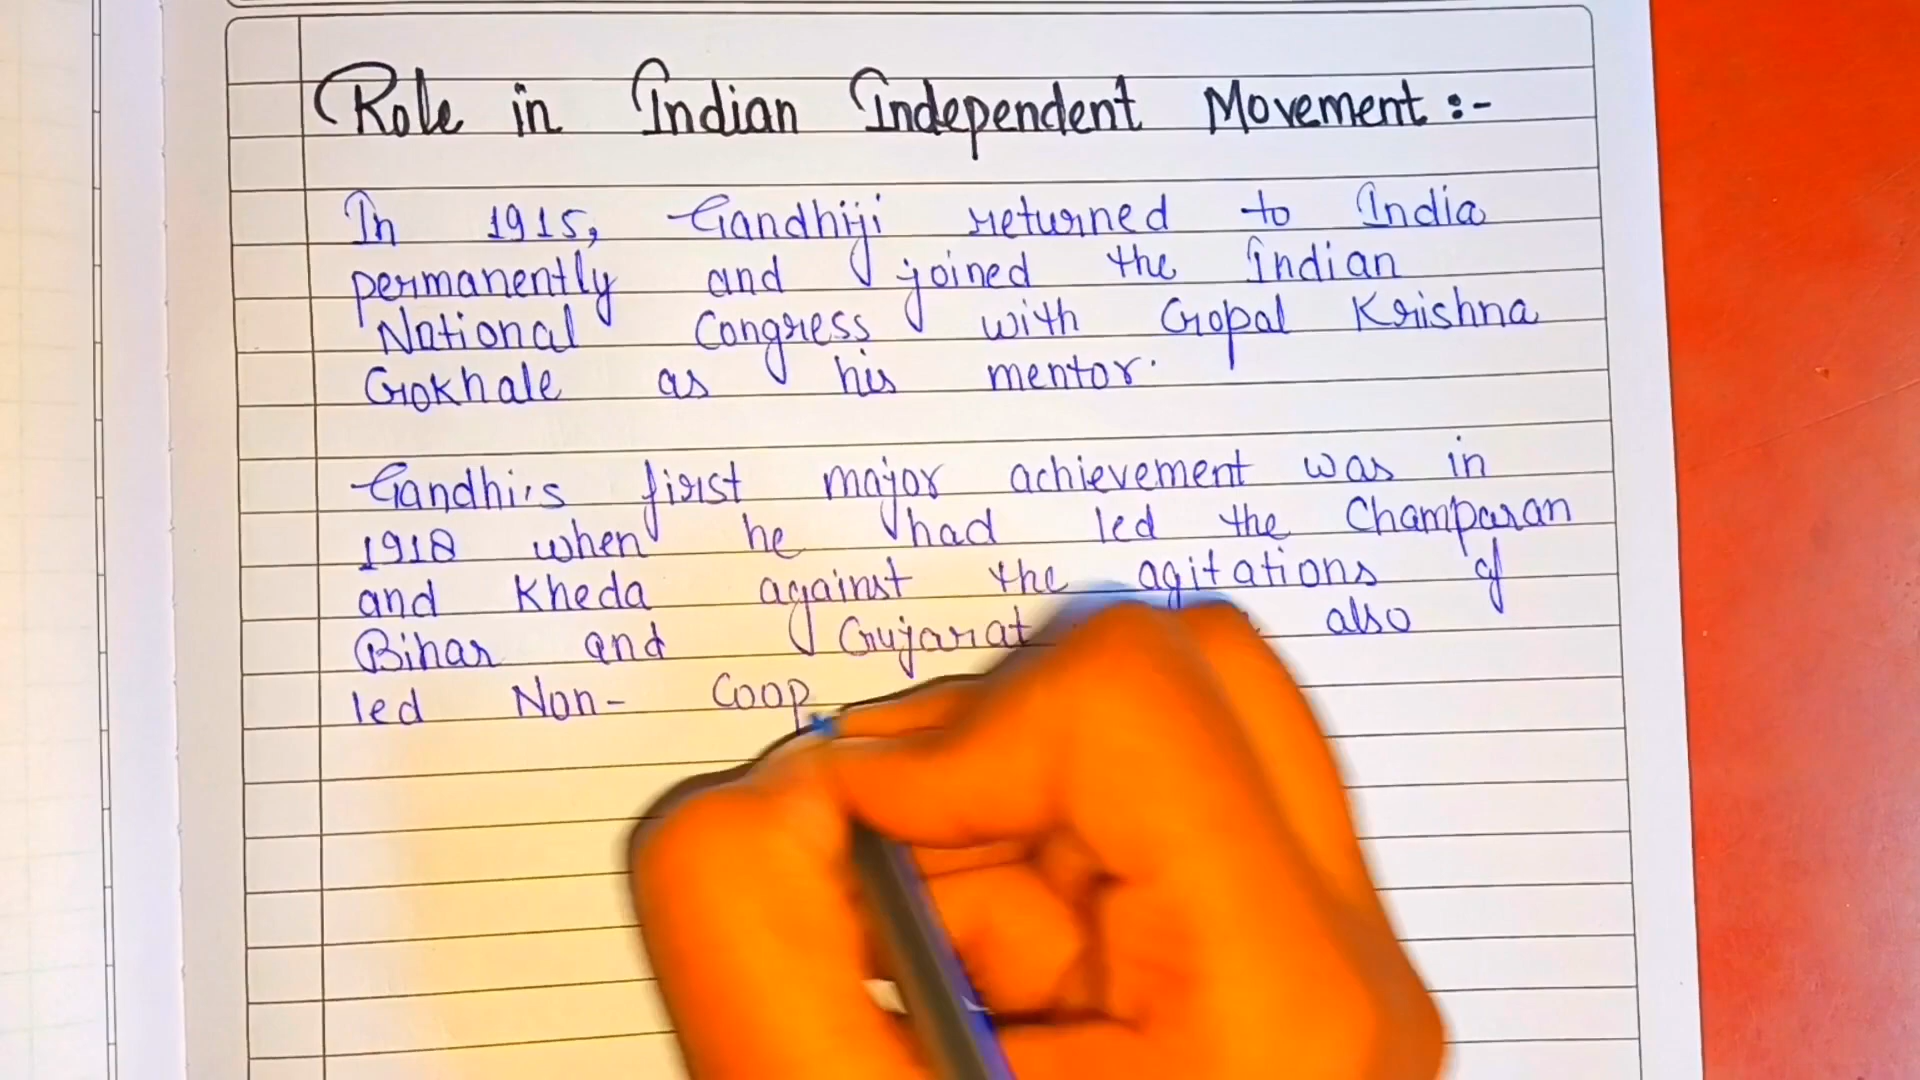 Role in Indian Independent Movement :-
In 1915, Gandhiji returned to India
permanently and joined the Indian
National Congress with Gopal Krishna
Gokhale as his mentor.
Gandhi's first major achievement was in
1918 when he had led the Champaran
and Kheda against the agitations of
Bihar and Gujarat also
led Non- Coop